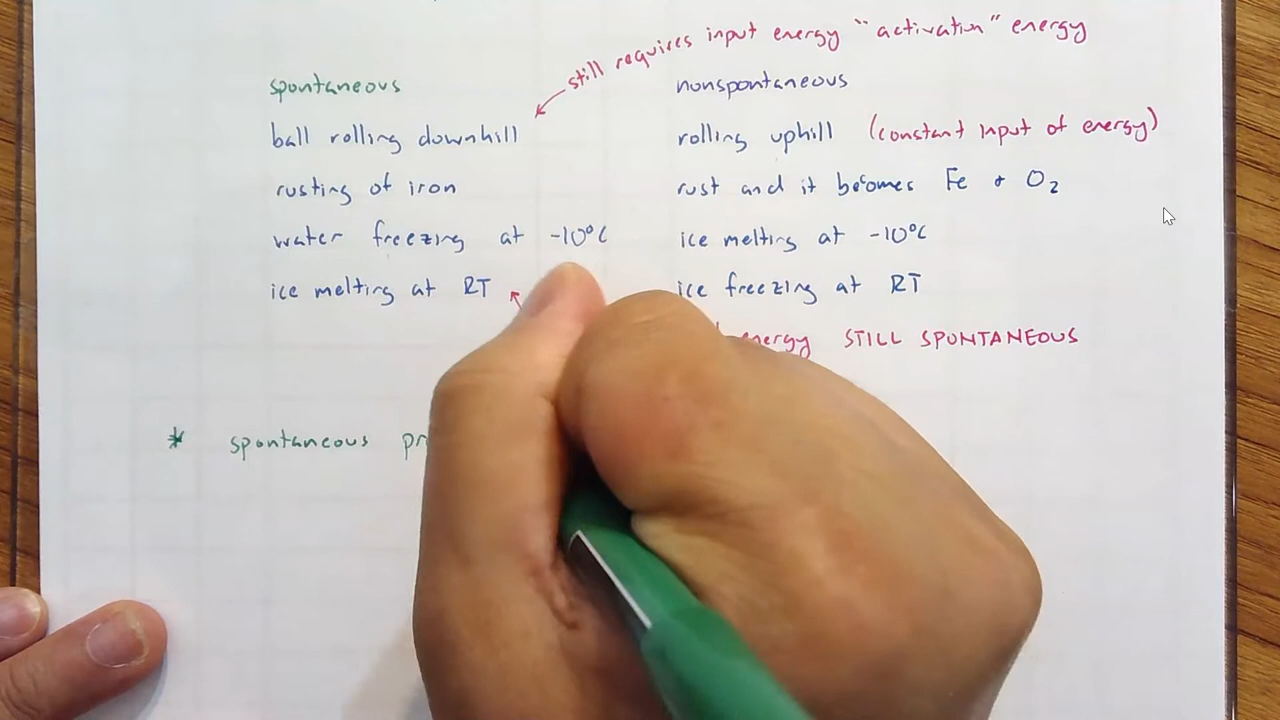 still requires input energy "activation" energy
spontaneous nonspontaneous
ball rolling downhill rolling uphill (constant input of energy)
rusting of iron rust and it becomes Fe + O₂
water freezing at -10°C ice melting at -10°C
ice melting at RT ice freezing at RT
energy STILL SPONTANEOUS
* spontaneous